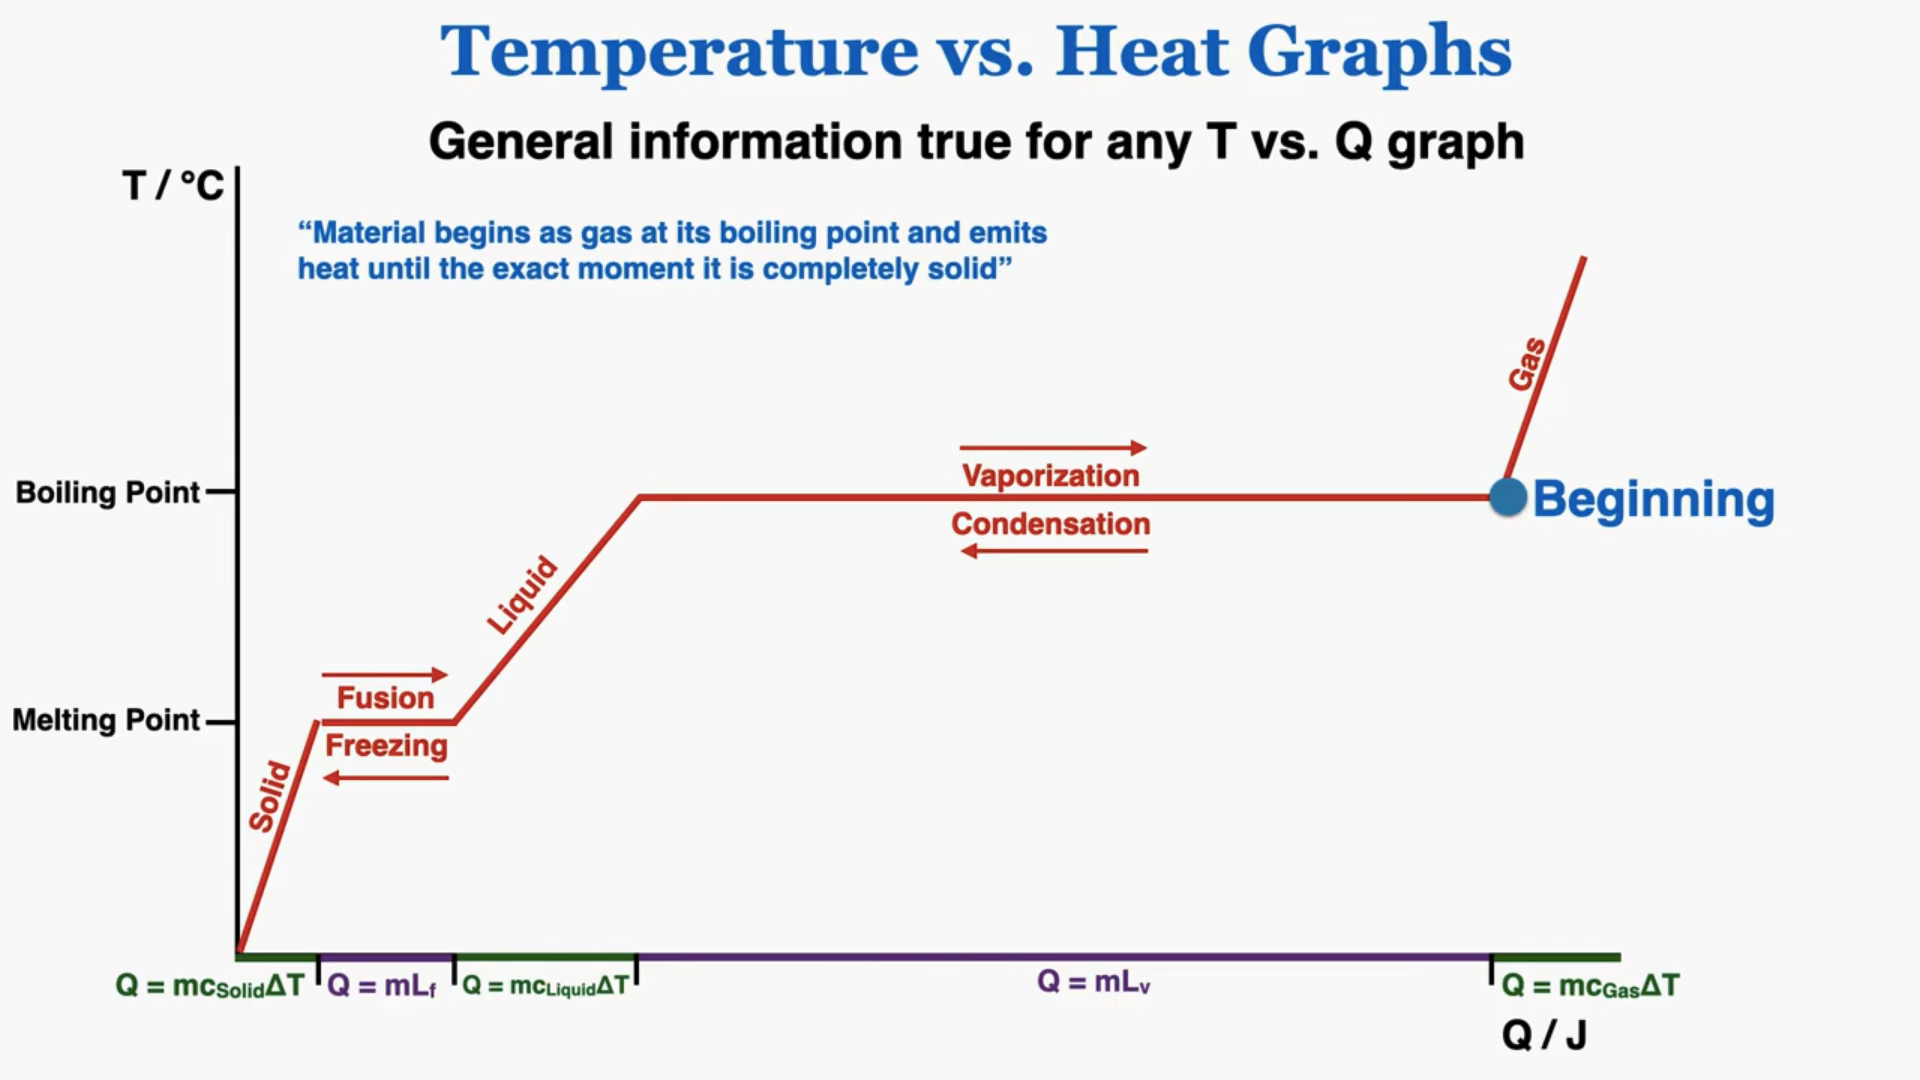 Temperature vs. Heat Graphs
General information true for any T vs. Q graph
T / °C
“Material begins as gas at its boiling point and emits
heat until the exact moment it is completely solid”
Gas
Vaporization
Boiling Point
Beginning
Condensation
Liquid
Fusion
Melting Point
Freezing
Solid
Q = mcSolidΔT
Q = mLf
Q = mcLiquidΔT
Q = mLv
Q = mcGasΔT
Q / J